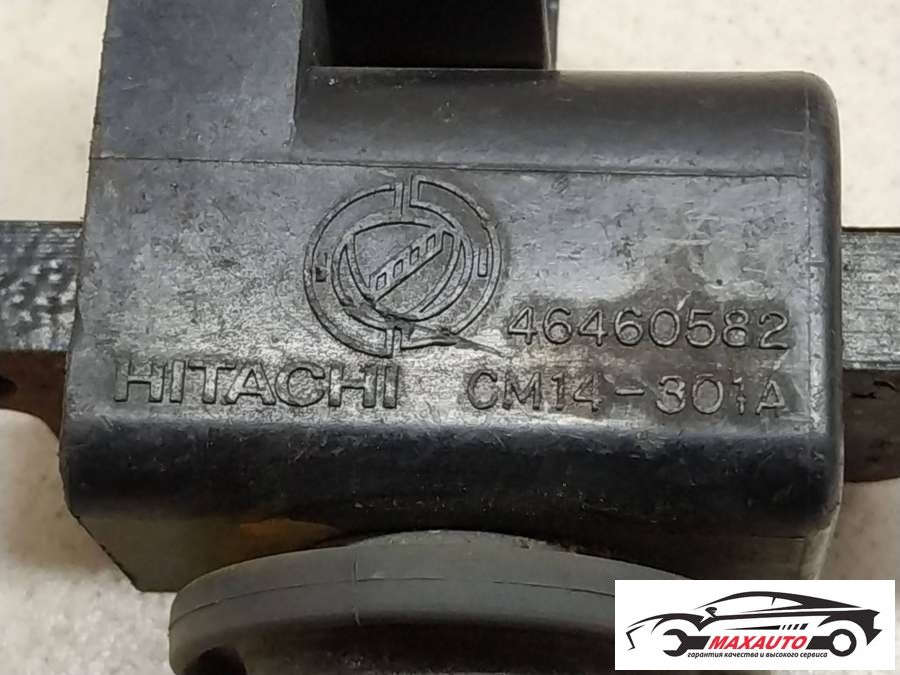 46460582
HITACHI CM14-301A
MAXAUTO
гарантия качества и высокого сервиса